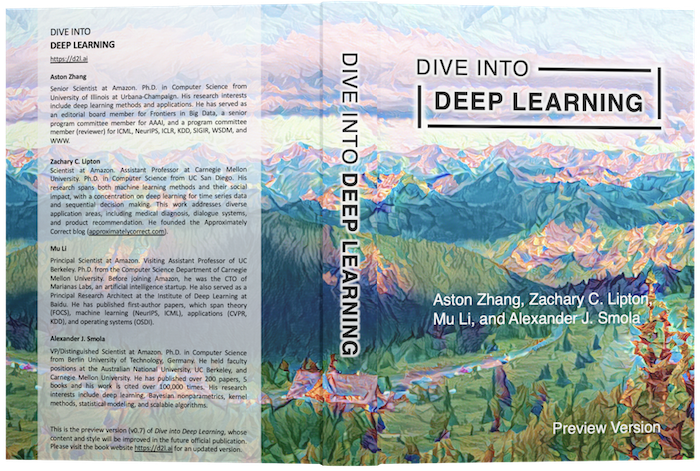 DIVE INTO
DEEP LEARNING
https://d2l.ai
Aston Zhang
Senior Scientist at Amazon. Ph.D. in Computer Science from
University of Illinois at Urbana-Champaign. His research interests
include deep learning methods and applications. He has served as
an editorial board member for Frontiers in Big Data, a senior
program committee member for AAAI, and a program committee
member (reviewer) for ICML, NeurIPS, ICLR, KDD, SIGIR, WSDM, and
WWW.
Zachary C. Lipton
Scientist at Amazon. Assistant Professor at Carnegie Mellon
University. Ph.D. in Computer Science from UC San Diego. His
research spans both machine learning methods and their social
impact, with a concentration on deep learning for time series data
and sequential decision making. This work addresses diverse
application areas, including medical diagnosis, dialogue systems,
and product recommendation. He founded the Approximately
Correct blog (approximatelycorrect.com).
Mu Li
Principal Scientist at Amazon. Visiting Assistant Professor of UC
Berkeley. Ph.D. from the Computer Science Department of Carnegie
Mellon University. Before joining Amazon, he was the CTO of
Marianas Labs, an artificial intelligence startup. He also served as a
Principal Research Architect at the Institute of Deep Learning at
Baidu. He has published first-author papers, which span theory
(FOCS), machine learning (NeurIPS, ICML), applications (CVPR,
KDD), and operating systems (OSDI).
Alexander J. Smola
VP/Distinguished Scientist at Amazon. Ph.D. in Computer Science
from Berlin University of Technology, Germany. He held faculty
positions at the Australian National University, UC Berkeley, and
Carnegie Mellon University. He has published over 200 papers, 5
books and his work is cited over 100,000 times. His research
interests include deep learning, Bayesian nonparametrics, kernel
methods, statistical modeling, and scalable algorithms.
This is the preview version (v0.7) of Dive into Deep Learning, whose
content and style will be improved in the future official publication.
Please visit the book website https://d2l.ai for an updated version.
DIVE INTO DEEP LEARNING
DIVE INTO
DEEP LEARNING
Aston Zhang, Zachary C. Lipton,
Mu Li, and Alexander J. Smola
Preview Version